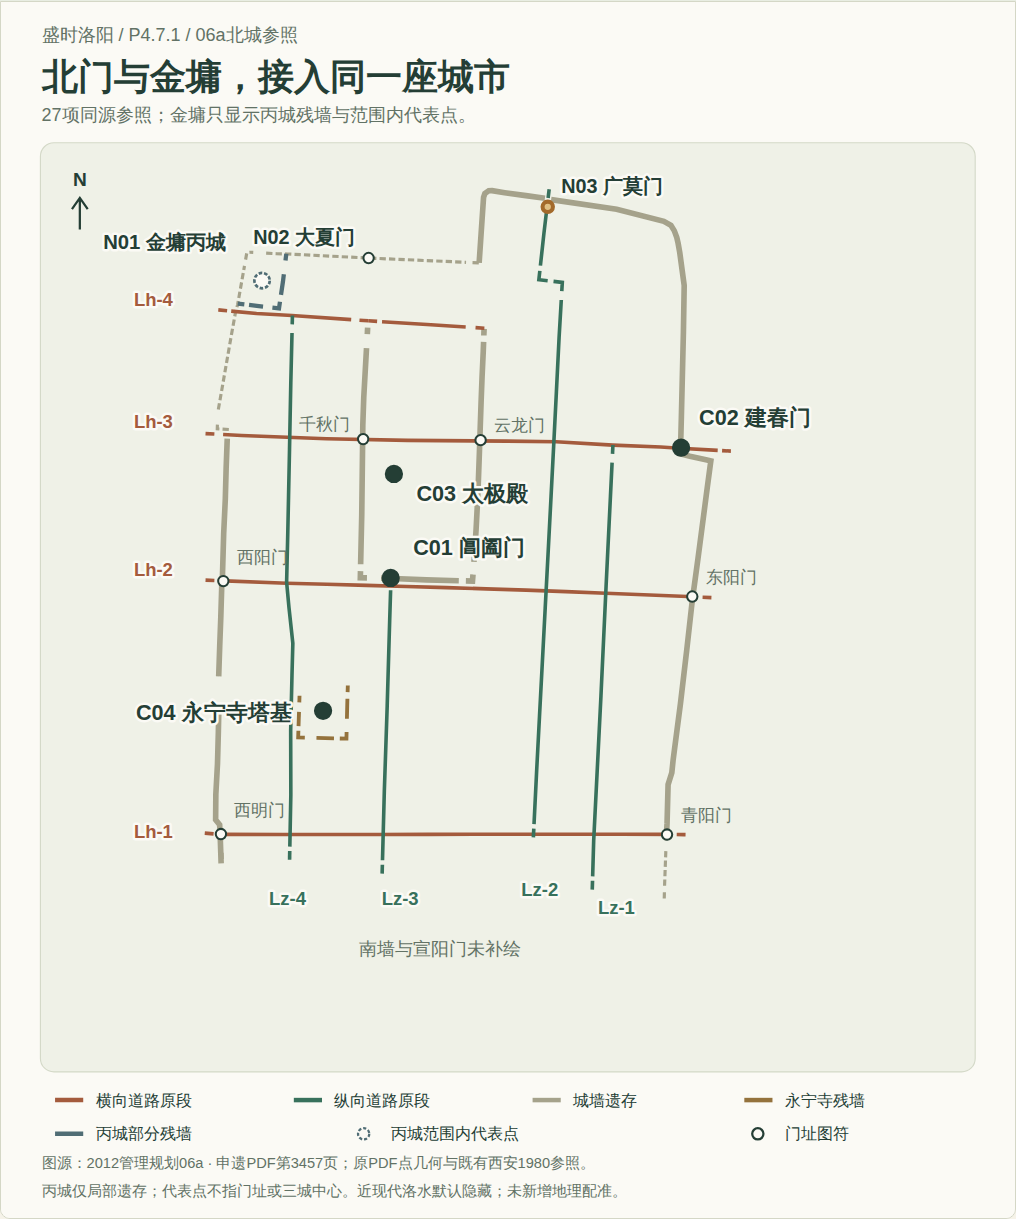 盛时洛阳 / P4.7.1 / 06a北城参照
北门与金墉，接入同一座城市
27项同源参照；金墉只显示丙城残墙与范围内代表点。
N
N03 广莫门
N01 金墉丙城
N02 大夏门
Lh-4
Lh-3
千秋门
云龙门
C02 建春门
C03 太极殿
C01 阊阖门
西阳门
Lh-2
东阳门
C04 永宁寺塔基
西明门
青阳门
Lh-1
Lz-4
Lz-3
Lz-2
Lz-1
南墙与宣阳门未补绘
横向道路原段
纵向道路原段
城墙遗存
永宁寺残墙
丙城部分残墙
丙城范围内代表点
门址图符
图源：2012管理规划06a · 申遗PDF第3457页；原PDF点几何与既有西安1980参照。
丙城仅局部遗存；代表点不指门址或三城中心。近现代洛水默认隐藏；未新增地理配准。